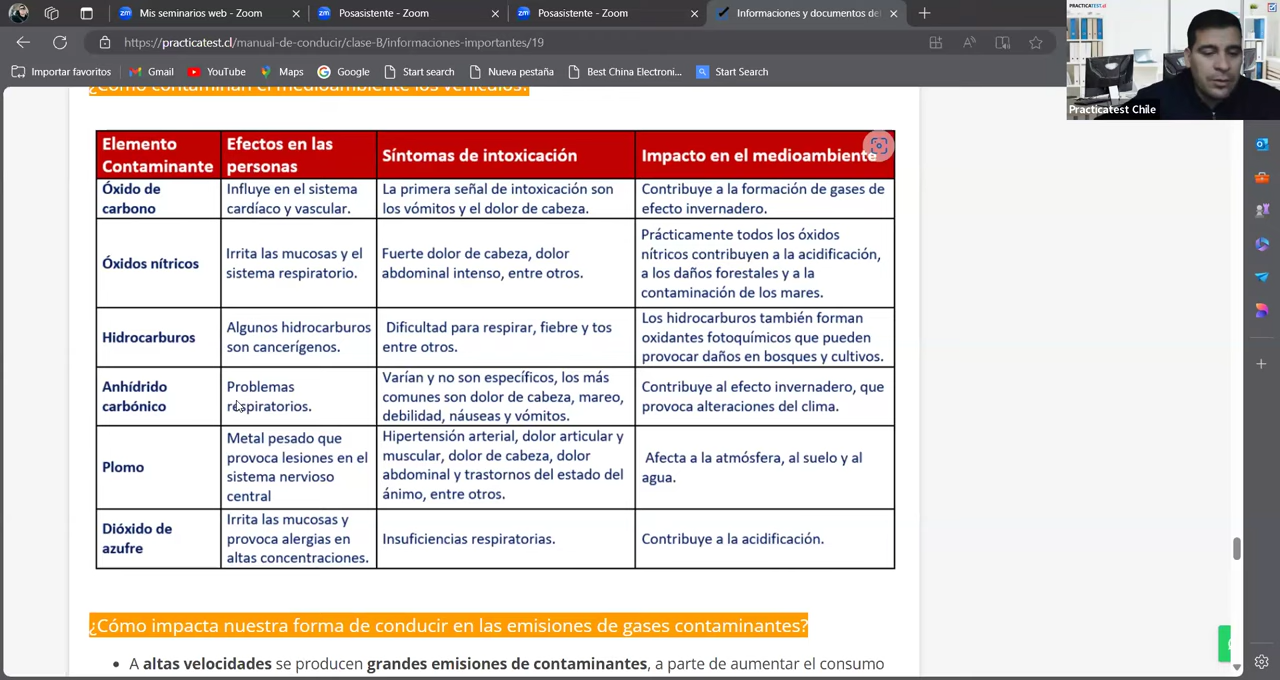 Mis seminarios web - Zoom
Posasistente - Zoom
Posasistente - Zoom
Informaciones y documentos de
https://practicatest.cl/manual-de-conducir/clase-B/informaciones-importantes/19
Importar favoritos
Gmail
YouTube
Maps
Google
Start search
Nueva pestaña
Best China Electroni...
Start Search
PRACTICATEST.CL
Practicatest Chile
¿Cómo contaminan el medioambiente los vehículos?
Elemento
Contaminante
Efectos en las
personas
Síntomas de intoxicación
Impacto en el medioambiente
Óxido de
carbono
Influye en el sistema
cardíaco y vascular.
La primera señal de intoxicación son
los vómitos y el dolor de cabeza.
Contribuye a la formación de gases de
efecto invernadero.
Óxidos nítricos
Irrita las mucosas y el
sistema respiratorio.
Fuerte dolor de cabeza, dolor
abdominal intenso, entre otros.
Prácticamente todos los óxidos
nítricos contribuyen a la acidificación,
a los daños forestales y a la
contaminación de los mares.
Hidrocarburos
Algunos hidrocarburos
son cancerígenos.
Dificultad para respirar, fiebre y tos
entre otros.
Los hidrocarburos también forman
oxidantes fotoquímicos que pueden
provocar daños en bosques y cultivos.
Anhídrido
carbónico
Problemas
respiratorios.
Varían y no son específicos, los más
comunes son dolor de cabeza, mareo,
debilidad, náuseas y vómitos.
Contribuye al efecto invernadero, que
provoca alteraciones del clima.
Plomo
Metal pesado que
provoca lesiones en el
sistema nervioso
central
Hipertensión arterial, dolor articular y
muscular, dolor de cabeza, dolor
abdominal y trastornos del estado del
ánimo, entre otros.
Afecta a la atmósfera, al suelo y al
agua.
Dióxido de
azufre
Irrita las mucosas y
provoca alergias en
altas concentraciones.
Insuficiencias respiratorias.
Contribuye a la acidificación.
¿Cómo impacta nuestra forma de conducir en las emisiones de gases contaminantes?
• A altas velocidades se producen grandes emisiones de contaminantes, a parte de aumentar el consumo